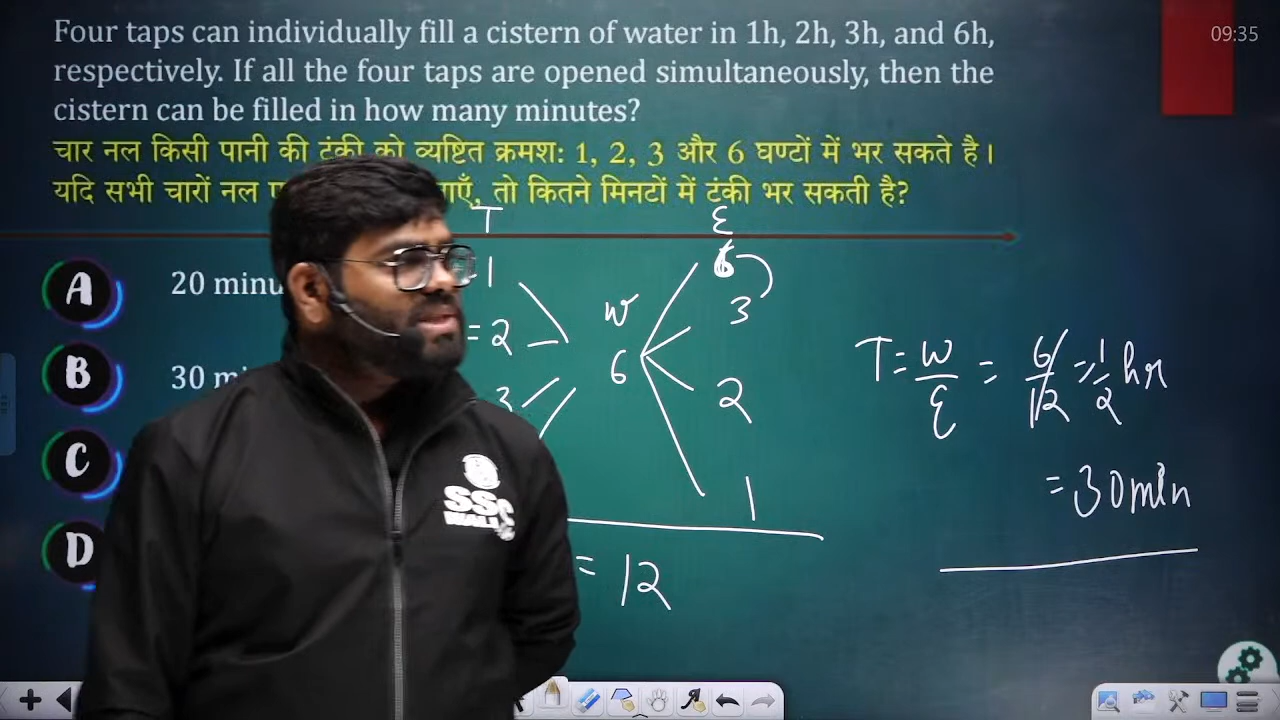 Four taps can individually fill a cistern of water in 1h, 2h, 3h, and 6h,
respectively. If all the four taps are opened simultaneously, then the
cistern can be filled in how many minutes?
चार नल किसी पानी की टंकी को व्यष्टित क्रमश: 1, 2, 3 और 6 घण्टों में भर सकते है।
यदि सभी चारों नल तो कितने मिनटों में टंकी भर सकती है?
09:35
A 20
B 30
C
D
T W E
1 6
= 2 6 3
3 2
1
= 12
T = W/E = 6/12 = 1/2 hr
= 30 min
SSC